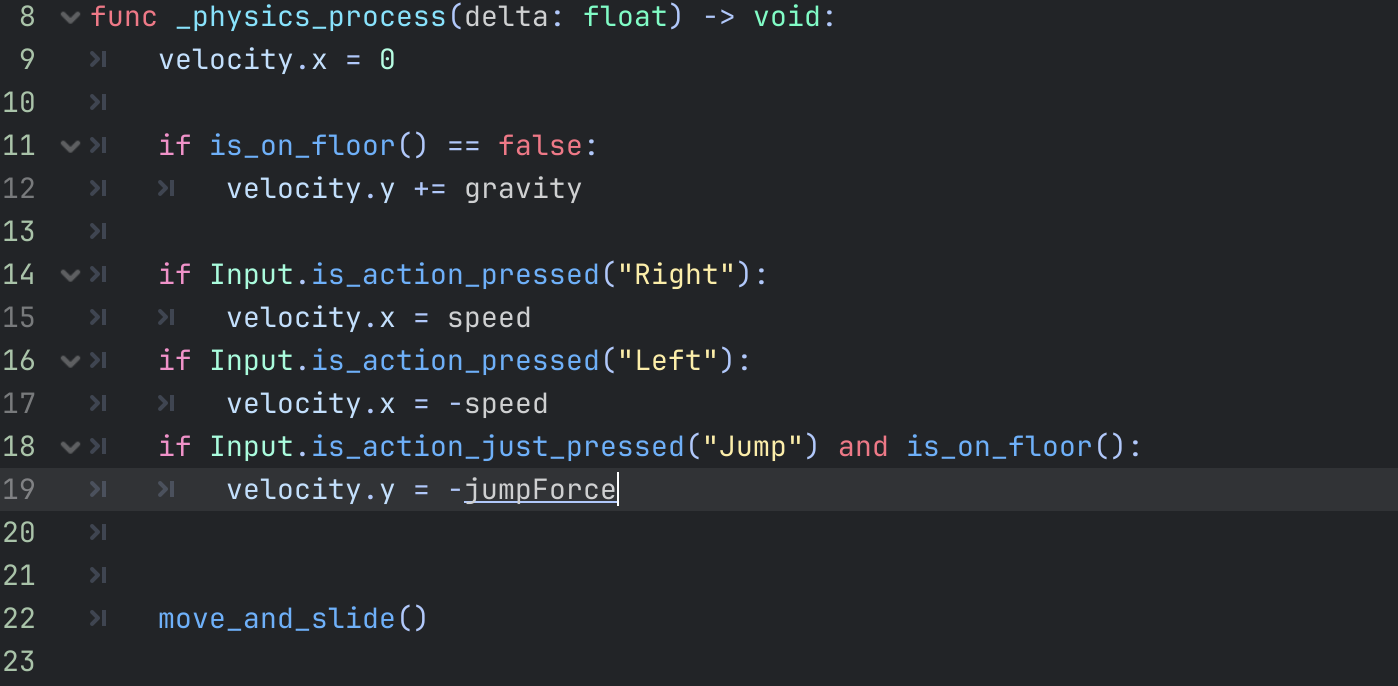 8 func _physics_process(delta: float) -> void:
9 velocity.x = 0
10
11 if is_on_floor() == false:
12 velocity.y += gravity
13
14 if Input.is_action_pressed("Right"):
15 velocity.x = speed
16 if Input.is_action_pressed("Left"):
17 velocity.x = -speed
18 if Input.is_action_just_pressed("Jump") and is_on_floor():
19 velocity.y = -jumpForce
20
21
22 move_and_slide()
23